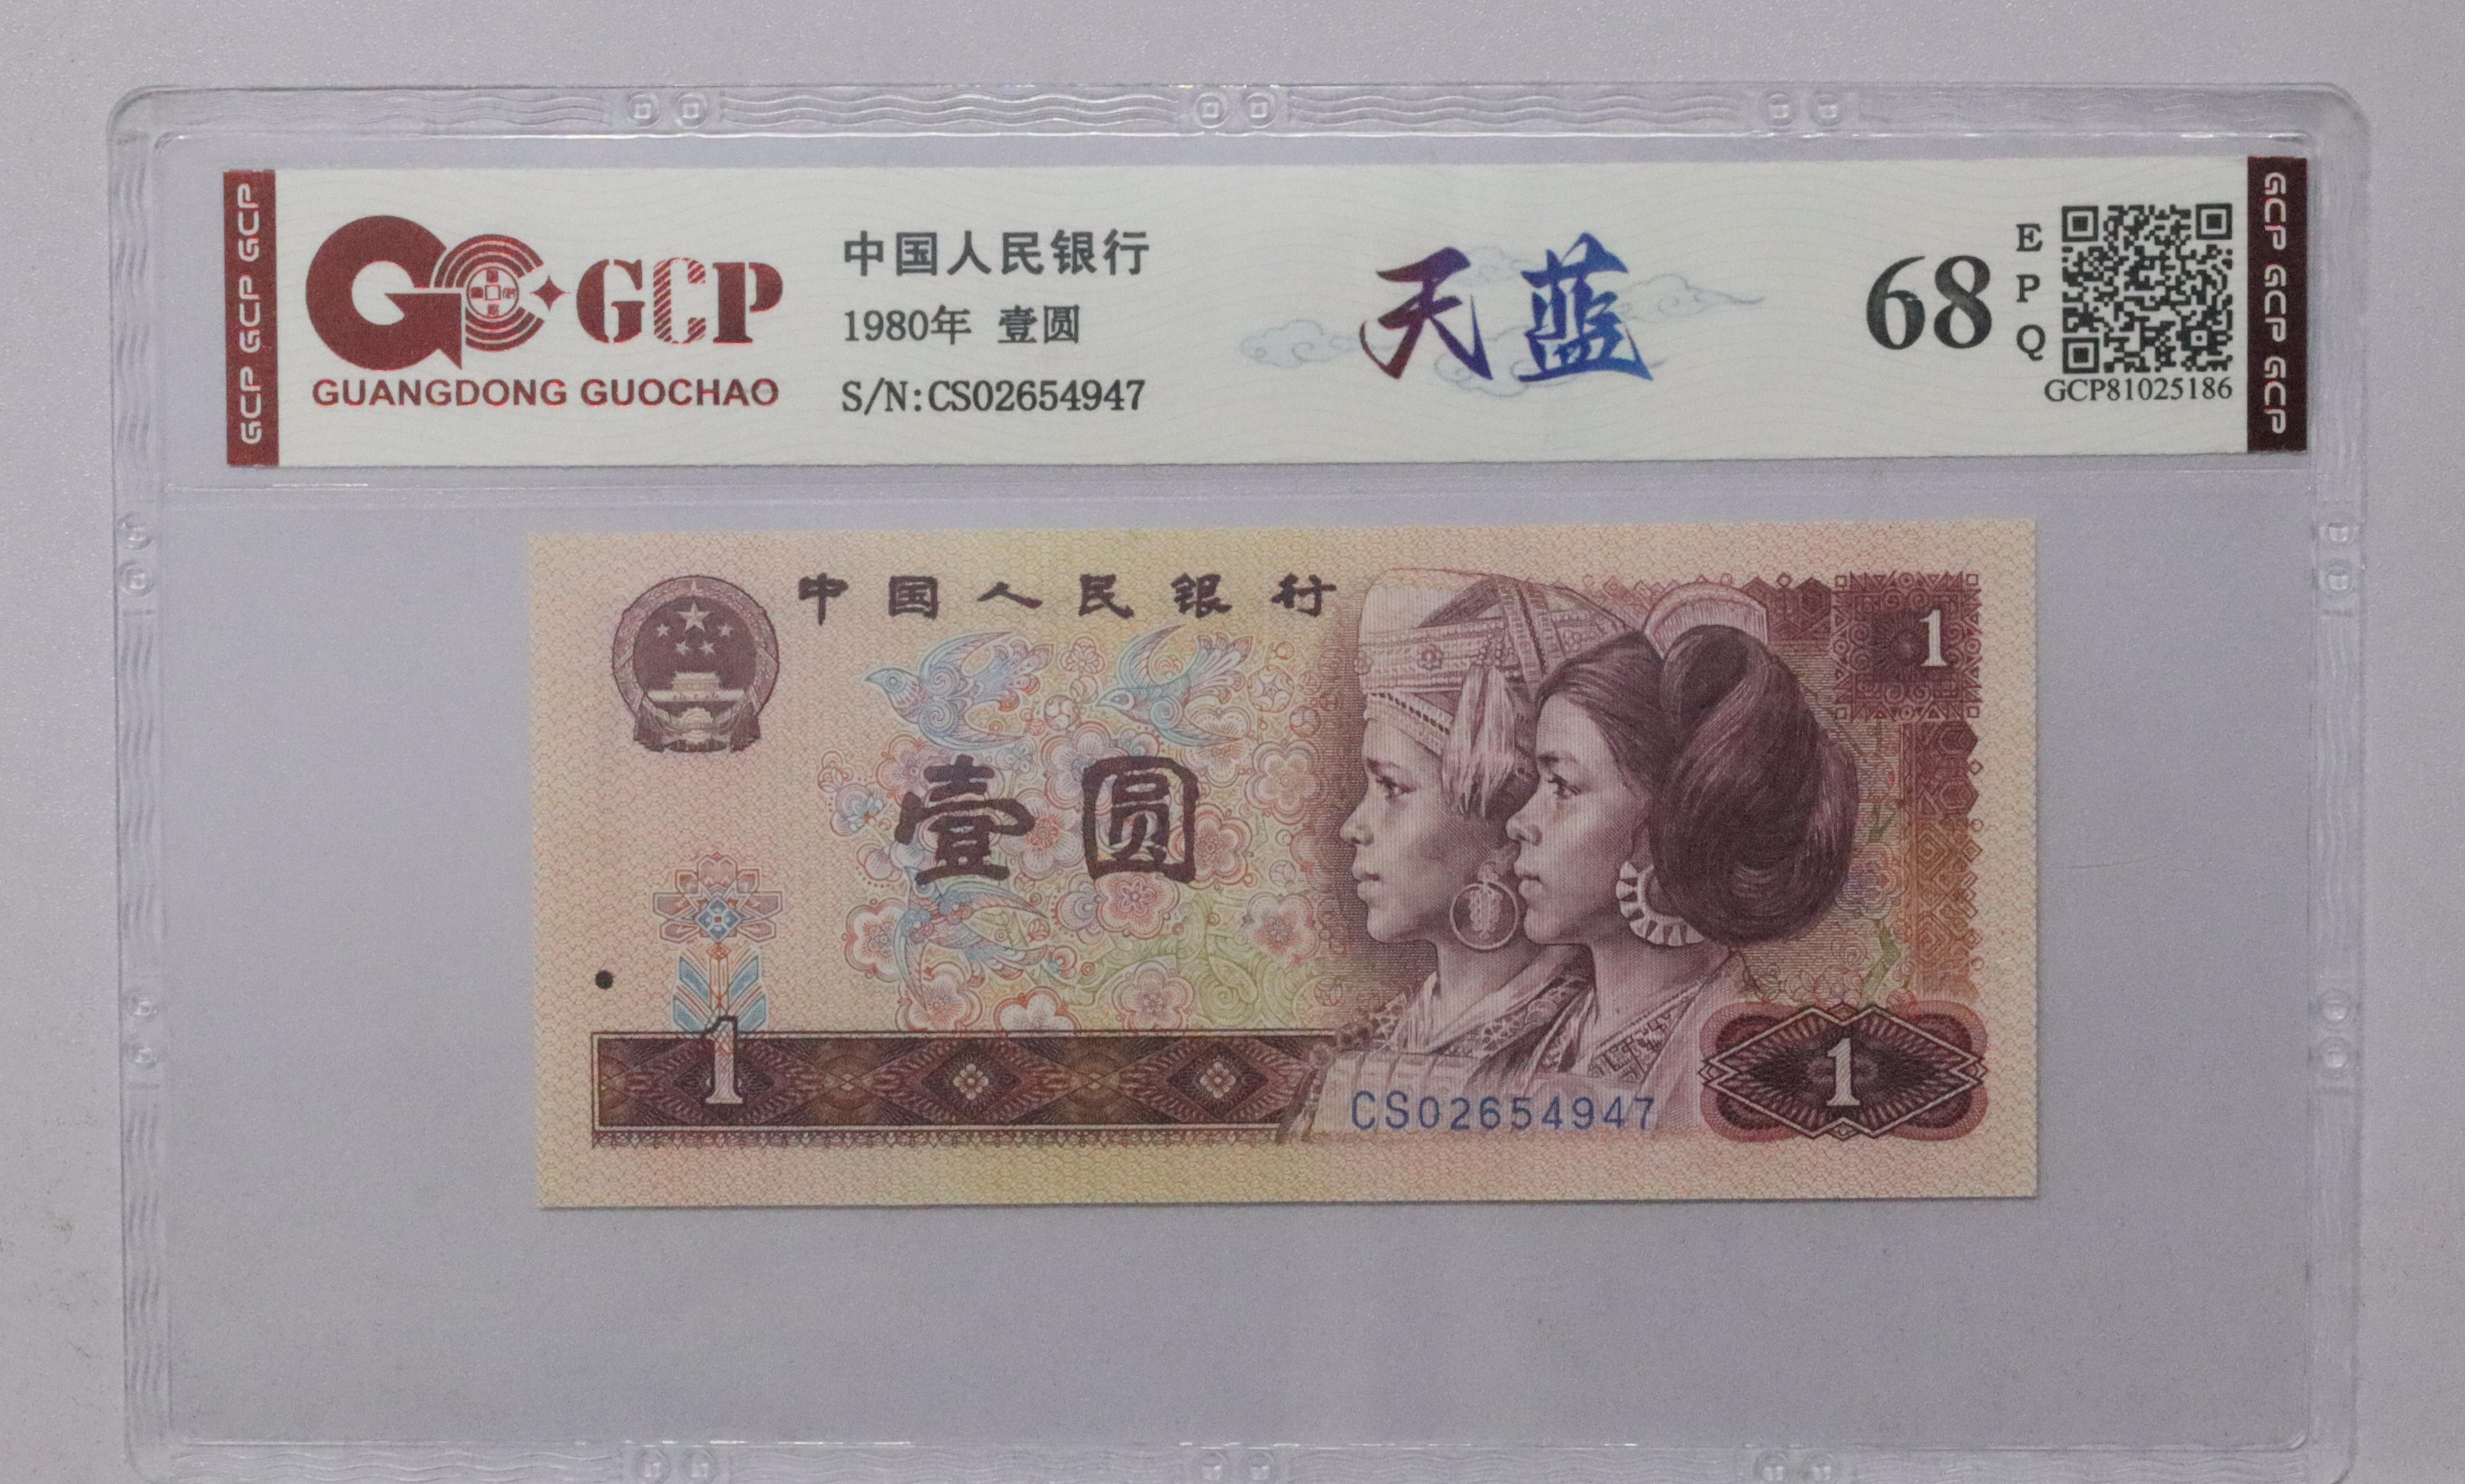 GCP GCP GCP
GCP
GUANGDONG GUOCHAO
中国人民银行
1980年 壹圆
S/N:CS02654947
天蓝
68
E
P
Q
GCP81025186
GCP GCP GCP
中国人民银行
1
壹圆
1
1
CS02654947